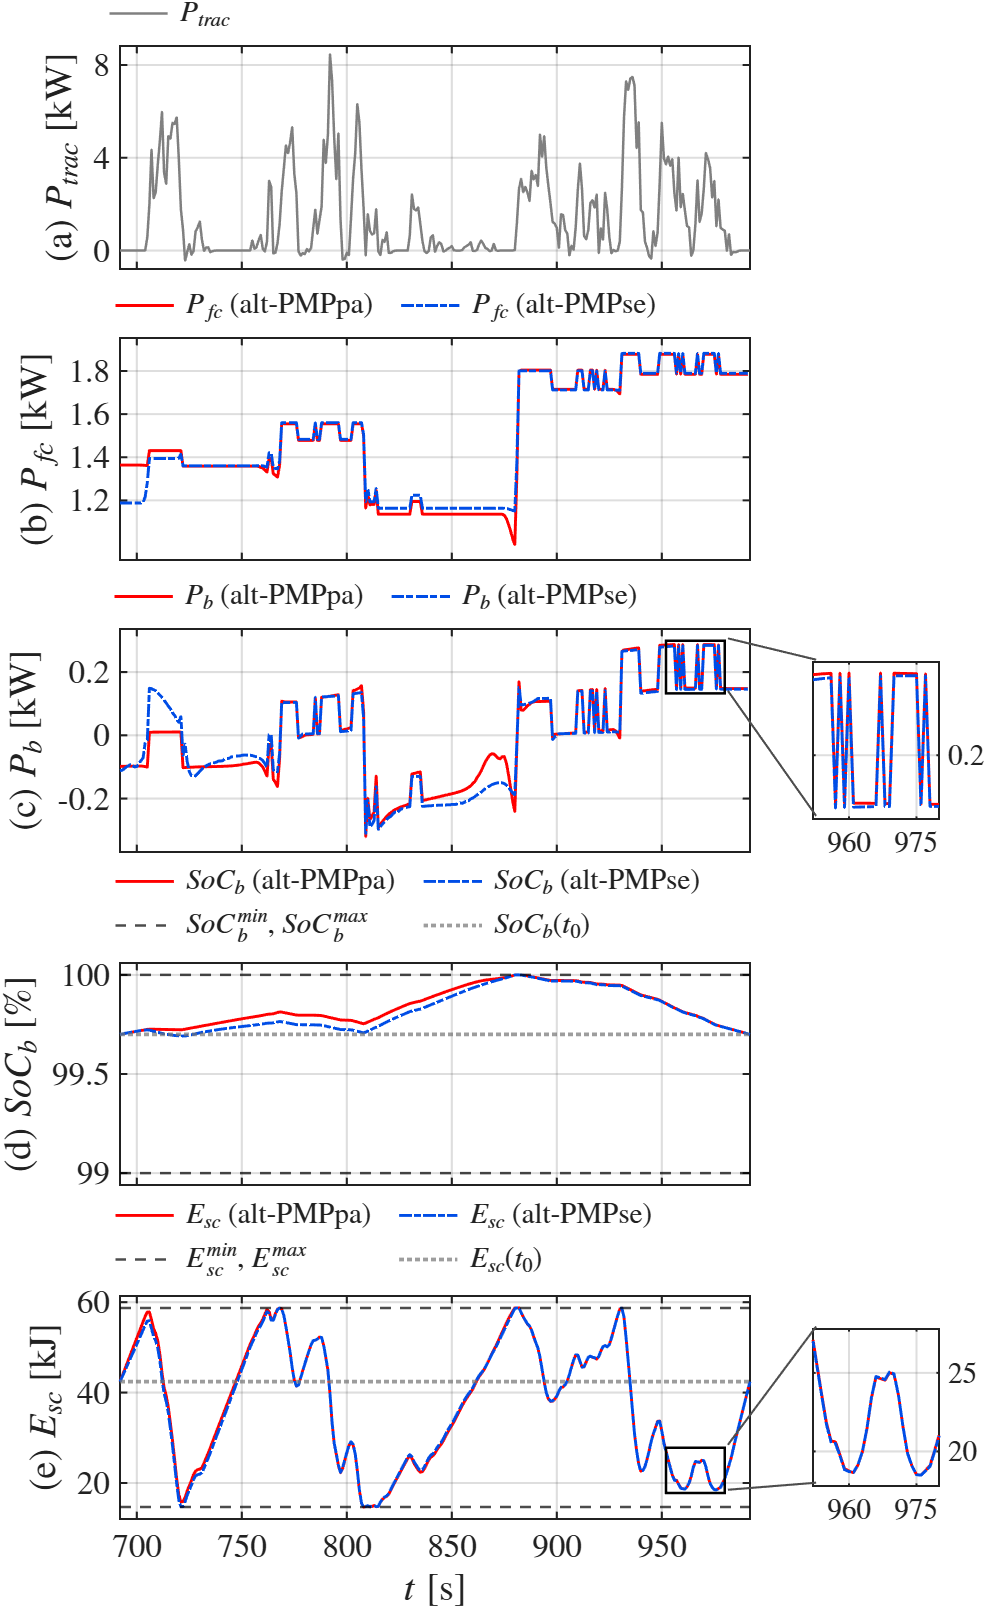 P_trac
(a) P_trac [kW]
8
4
0
P_fc (alt-PMPpa) P_fc (alt-PMPse)
(b) P_fc [kW]
1.8
1.6
1.4
1.2
P_b (alt-PMPpa) P_b (alt-PMPse)
(c) P_b [kW]
0.2
0
-0.2
0.2
960 975
SoC_b (alt-PMPpa) SoC_b (alt-PMPse)
SoC_b^min, SoC_b^max SoC_b(t_0)
(d) SoC_b [%]
100
99.5
99
E_sc (alt-PMPpa) E_sc (alt-PMPse)
E_sc^min, E_sc^max E_sc(t_0)
(e) E_sc [kJ]
60
40
20
25
20
960 975
700 750 800 850 900 950
t [s]